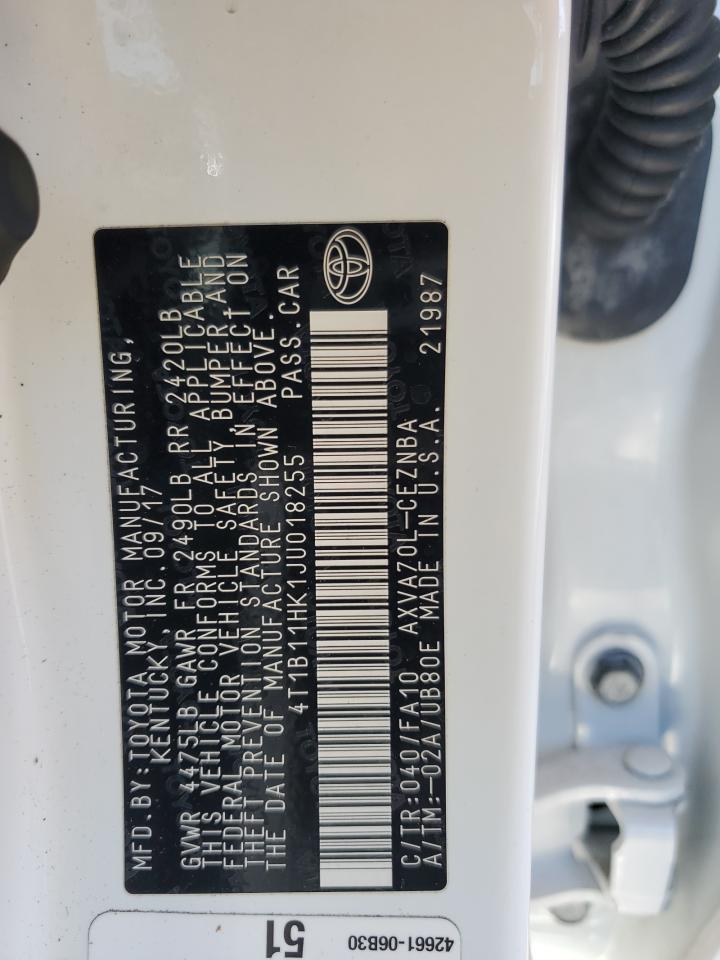 MFD.BY:TOYOTA MOTOR MANUFACTURING,
KENTUCKY, INC.09/17
GVWR 4475LB GAWR FR 2490LB RR 2420LB
THIS VEHICLE CONFORMS TO ALL APPLICABLE
FEDERAL MOTOR VEHICLE SAFETY, BUMPER AND
THEFT PREVENTION STANDARDS IN EFFECT ON
THE DATE OF MANUFACTURE SHOWN ABOVE.
4T1B11HK1JU018255 PASS.CAR
C/TR:040/FA10 AXVA70L-CEZNBA
A/TM:-02A/UB80E MADE IN U.S.A. 21987
51
42661-06B30